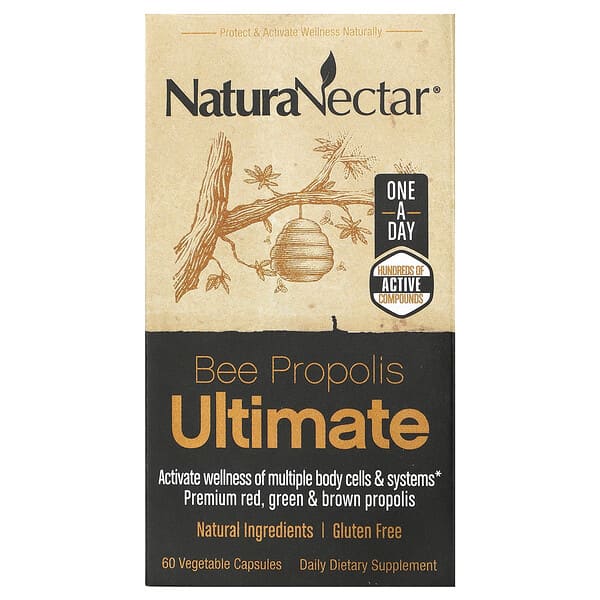 Protect & Activate Wellness Naturally
NaturaNectar®
ONE
A
DAY
HUNDREDS OF
ACTIVE
COMPOUNDS
Bee Propolis
Ultimate
Activate wellness of multiple body cells & systems*
Premium red, green & brown propolis
Natural Ingredients | Gluten Free
60 Vegetable Capsules Daily Dietary Supplement